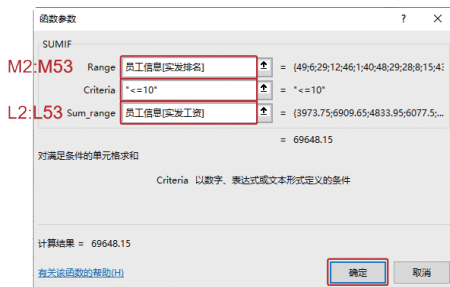 函数参数 ? ×
SUMIF
M2:M53 Range 员工信息[实发排名] = {49;6;29;12;46;1;40;48;29;28;8;15;43
Criteria "<=10" = "<=10"
L2:L53 Sum_range 员工信息[实发工资] = {3973.75;6909.65;4833.95;6077.5;...
= 69648.15
对满足条件的单元格求和
Criteria 以数字、表达式或文本形式定义的条件
计算结果 = 69648.15
有关该函数的帮助(H) 确定 取消